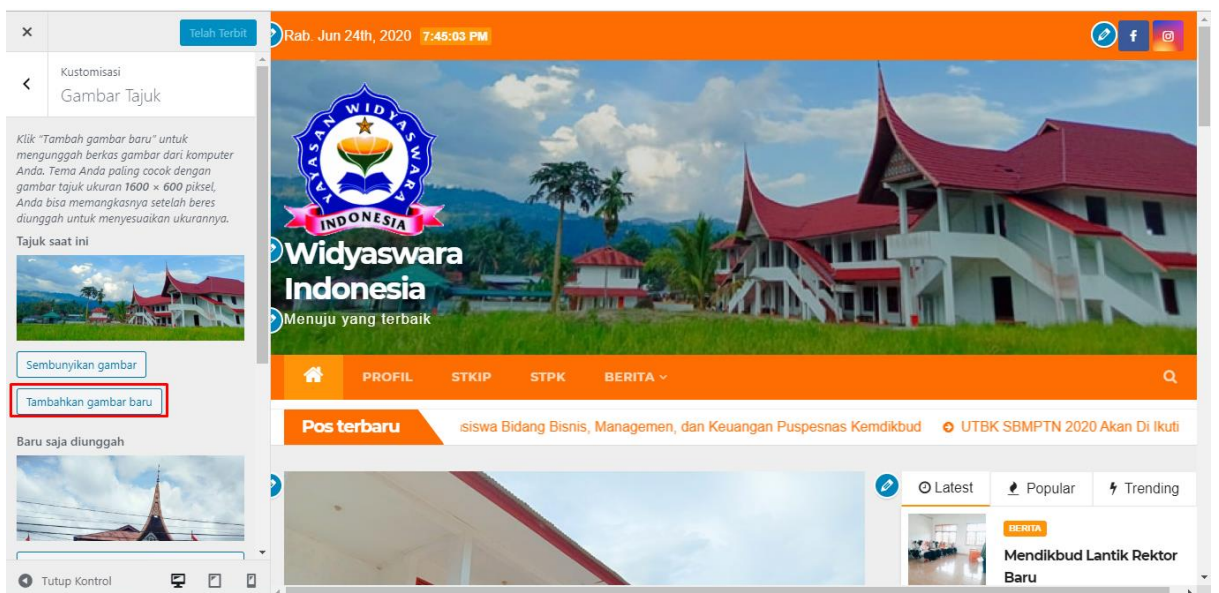 Telah Terbit
Kustomisasi
Gambar Tajuk
Klik "Tambah gambar baru" untuk
mengunggah berkas gambar dari komputer
Anda. Tema Anda paling cocok dengan
gambar tajuk ukuran 1600 × 600 piksel,
Anda bisa memangkasnya setelah beres
diunggah untuk menyesuaikan ukurannya.
Tajuk saat ini
Sembunyikan gambar
Tambahkan gambar baru
Baru saja diunggah
Tutup Kontrol
Rab. Jun 24th, 2020 7:45:03 PM
YAYASAN WIDYASWARA
INDONESIA
Widyaswara
Indonesia
Menuju yang terbaik
PROFIL STKIP STPK BERITA
Pos terbaru siswa Bidang Bisnis, Managemen, dan Keuangan Puspesnas Kemdikbud UTBK SBMPTN 2020 Akan Di Ikuti
Latest Popular Trending
BERITA
Mendikbud Lantik Rektor
Baru